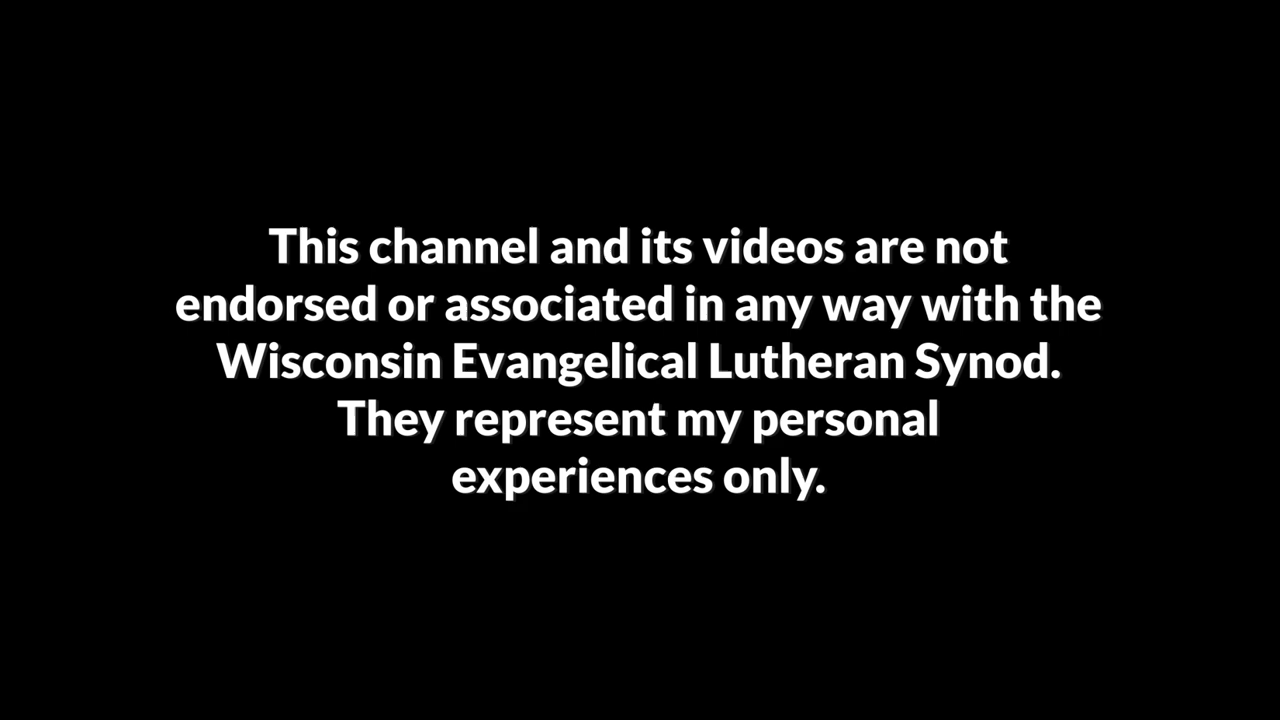 This channel and its videos are not
endorsed or associated in any way with the
Wisconsin Evangelical Lutheran Synod.
They represent my personal
experiences only.